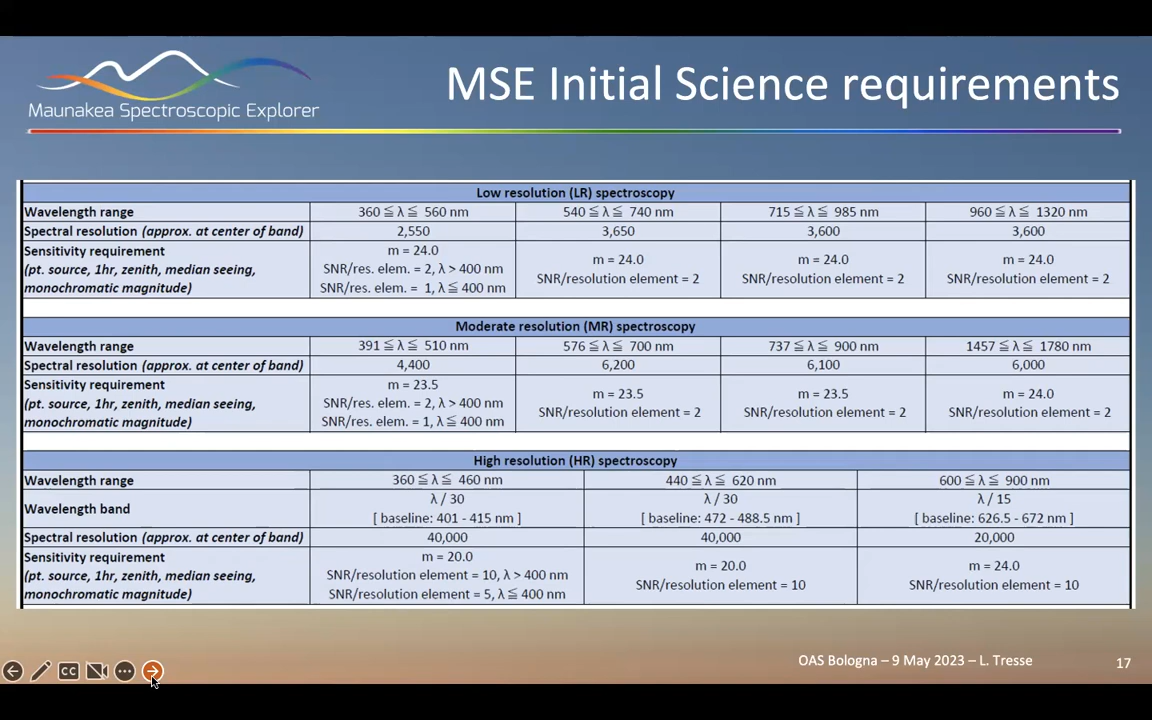 MSE Initial Science requirements
Maunakea Spectroscopic Explorer
Low resolution (LR) spectroscopy
Wavelength range 360 ≦ λ ≦ 560 nm 540 ≦ λ ≦ 740 nm 715 ≦ λ ≦ 985 nm 960 ≦ λ ≦ 1320 nm
Spectral resolution (approx. at center of band) 2,550 3,650 3,600 3,600
Sensitivity requirement
(pt. source, 1hr, zenith, median seeing,
monochromatic magnitude)
m = 24.0
SNR/res. elem. = 2, λ > 400 nm
SNR/res. elem. = 1, λ ≦ 400 nm
m = 24.0
SNR/resolution element = 2
m = 24.0
SNR/resolution element = 2
m = 24.0
SNR/resolution element = 2
Moderate resolution (MR) spectroscopy
Wavelength range 391 ≦ λ ≦ 510 nm 576 ≦ λ ≦ 700 nm 737 ≦ λ ≦ 900 nm 1457 ≦ λ ≦ 1780 nm
Spectral resolution (approx. at center of band) 4,400 6,200 6,100 6,000
Sensitivity requirement
(pt. source, 1hr, zenith, median seeing,
monochromatic magnitude)
m = 23.5
SNR/res. elem. = 2, λ > 400 nm
SNR/res. elem. = 1, λ ≦ 400 nm
m = 23.5
SNR/resolution element = 2
m = 23.5
SNR/resolution element = 2
m = 24.0
SNR/resolution element = 2
High resolution (HR) spectroscopy
Wavelength range 360 ≦ λ ≦ 460 nm 440 ≦ λ ≦ 620 nm 600 ≦ λ ≦ 900 nm
Wavelength band
λ / 30
[ baseline: 401 - 415 nm ]
λ / 30
[ baseline: 472 - 488.5 nm ]
λ / 15
[ baseline: 626.5 - 672 nm ]
Spectral resolution (approx. at center of band) 40,000 40,000 20,000
Sensitivity requirement
(pt. source, 1hr, zenith, median seeing,
monochromatic magnitude)
m = 20.0
SNR/resolution element = 10, λ > 400 nm
SNR/resolution element = 5, λ ≦ 400 nm
m = 20.0
SNR/resolution element = 10
m = 24.0
SNR/resolution element = 10
CC
OAS Bologna – 9 May 2023 – L. Tresse
17